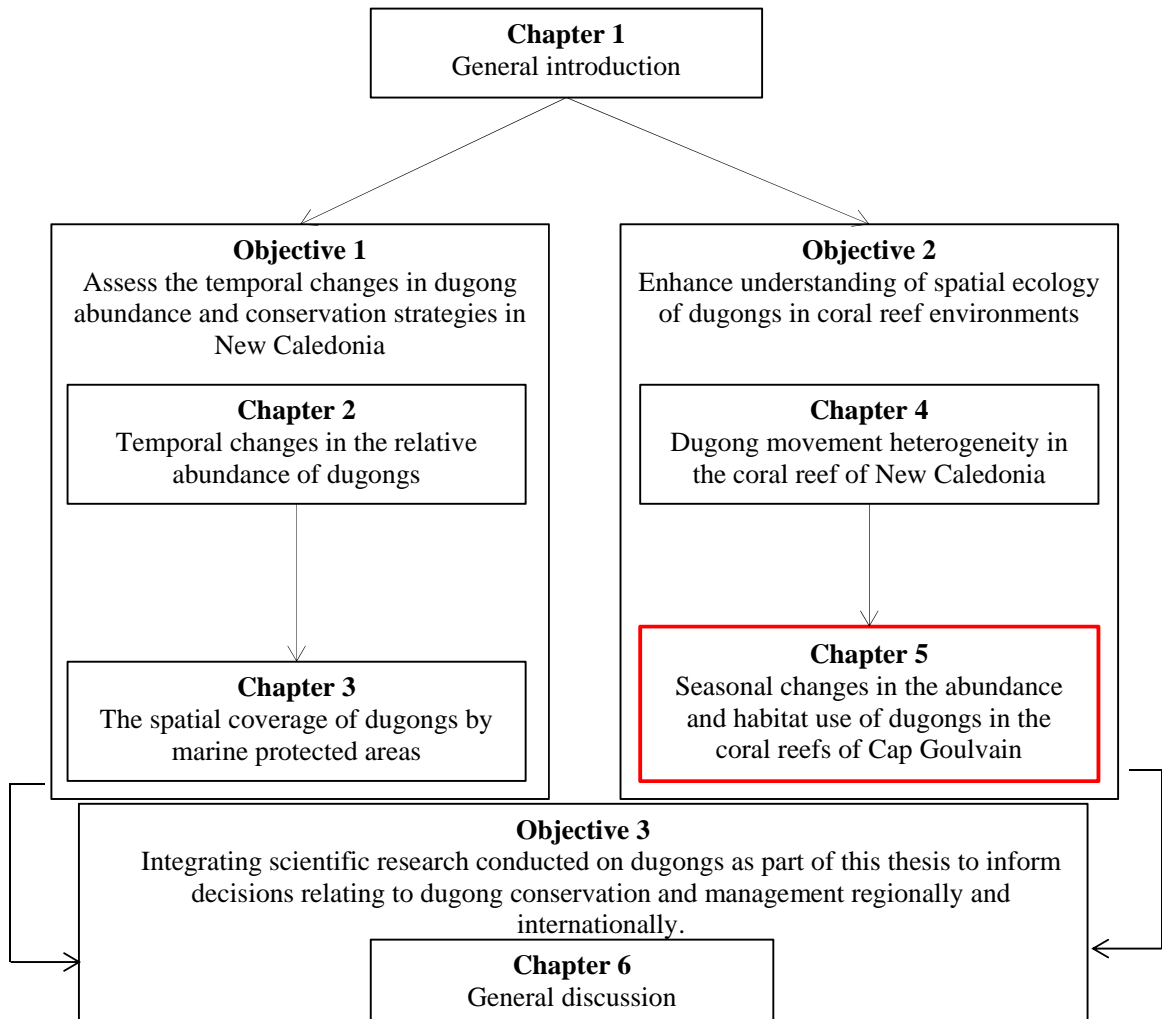 Chapter 1
General introduction
Objective 1
Assess the temporal changes in dugong
abundance and conservation strategies in
New Caledonia
Chapter 2
Temporal changes in the relative
abundance of dugongs
Chapter 3
The spatial coverage of dugongs by
marine protected areas
Objective 2
Enhance understanding of spatial ecology
of dugongs in coral reef environments
Chapter 4
Dugong movement heterogeneity in
the coral reef of New Caledonia
Chapter 5
Seasonal changes in the abundance
and habitat use of dugongs in the
coral reefs of Cap Goulvain
Objective 3
Integrating scientific research conducted on dugongs as part of this thesis to inform
decisions relating to dugong conservation and management regionally and
internationally.
Chapter 6
General discussion